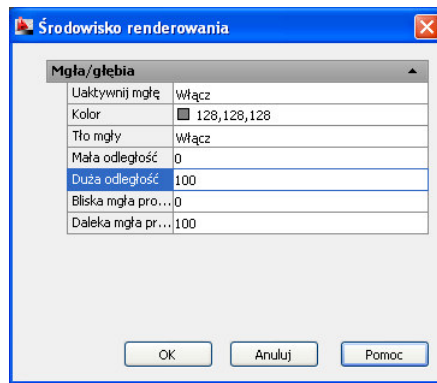 Środowisko renderowania
Mgła/głębia
Uaktywnij mgłę Włącz
Kolor 128,128,128
Tło mgły Włącz
Mała odległość 0
Duża odległość 100
Bliska mgła pro... 0
Daleka mgła pr... 100
OK Anuluj Pomoc